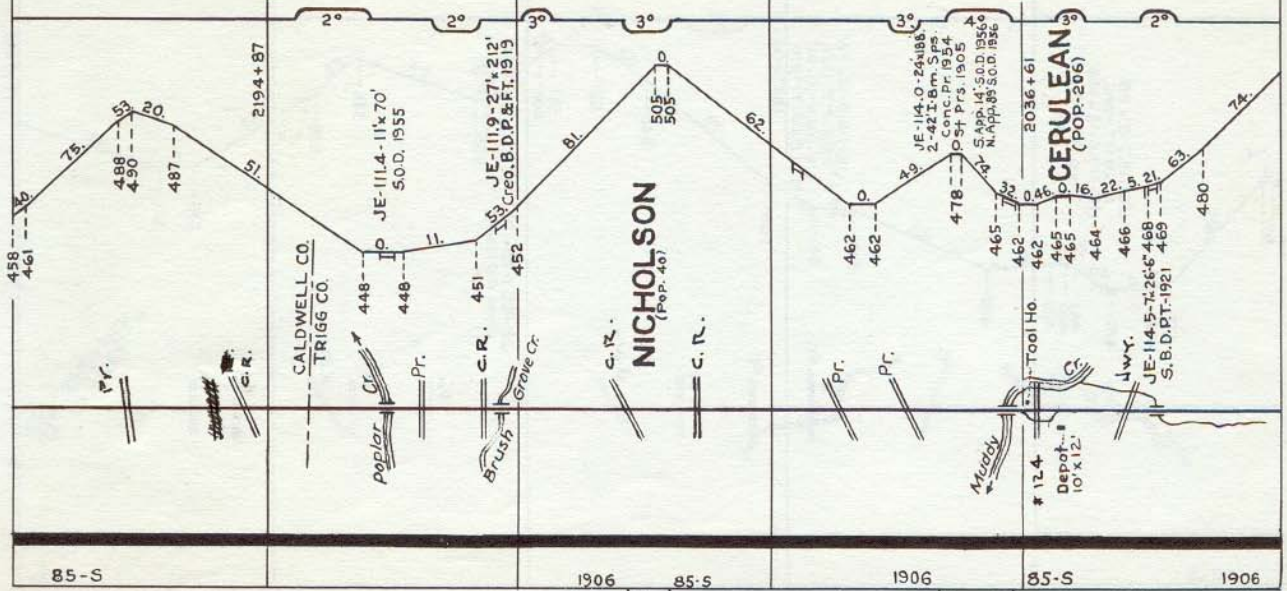 2° 2° 3° 3° 3° 4° 3° 2°
2194+87
JE-111.4-11'x70'
S.O.D. 1955
JE-111.9-27'x212'
Creo. B.D.P.&F.T. 1919
JE-114.0-24'x188'
2-42' I-Bm. Sps.
1 Conc. Pr. 1954
S. App. 14' S.O.D. 1956
N. App. 89' S.O.D. 1956
2036+61
CERULEAN
(POP.-206)
75. 53. 20. 51. 0. 11. 53. 81. 0. 62. 0. 49. 0. 74. 32. 0. 46. 0. 16. 22. 5. 21. 63. 74.
458
461
488
490
487
448
448
451
452
505
505
462
462
478
465
462
462
465
465
464
466
468
469
480
JE-114.5-7'x26'6"
S.B.D.P.T.-1921
CALDWELL CO.
TRIGG CO.
NICHOLSON
(POP. 40)
Pr.
C.R.
Poplar Cr.
Pr.
C.R.
Brush Grove Cr.
C.R.
C.R.
Pr.
Pr.
Muddy Cr.
Tool Ho.
# 124
Depot
10'x12'
Hwy.
85-S 1906 85-S 1906 85-S 1906